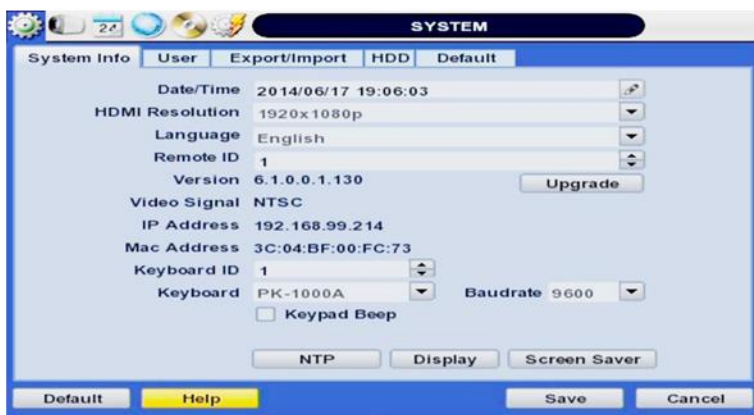 24
SYSTEM
System Info User Export/Import HDD Default
Date/Time 2014/06/17 19:06:03
HDMI Resolution 1920x1080p
Language English
Remote ID 1
Version 6.1.0.0.1.130 Upgrade
Video Signal NTSC
IP Address 192.168.99.214
Mac Address 3C:04:BF:00:FC:73
Keyboard ID 1
Keyboard PK-1000A Baudrate 9600
Keypad Beep
NTP Display Screen Saver
Default Help Save Cancel